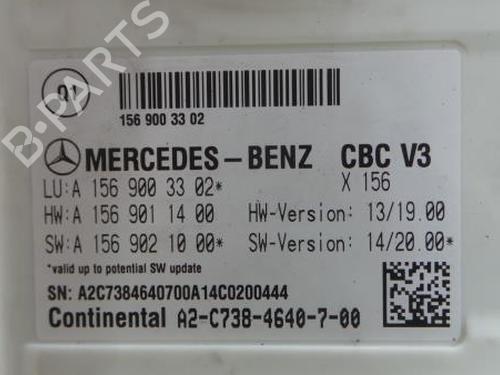 B-PARTS
01
156 900 33 02
MERCEDES-BENZ CBC V3
LU:A 156 900 33 02* X 156
HW:A 156 901 14 00 HW-Version: 13/19.00
SW:A 156 902 10 00* SW-Version: 14/20.00*
*valid up to potential SW update
SN: A2C7384640700A14C0200444
Continental A2-C738-4640-7-00